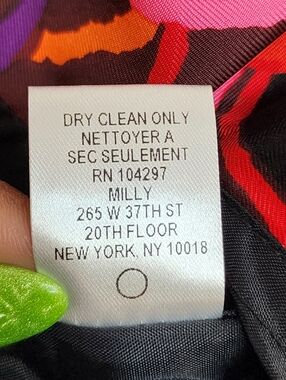 DRY CLEAN ONLY
NETTOYER A
SEC SEULEMENT
RN 104297
MILLY
265 W 37TH ST
20TH FLOOR
NEW YORK, NY 10018